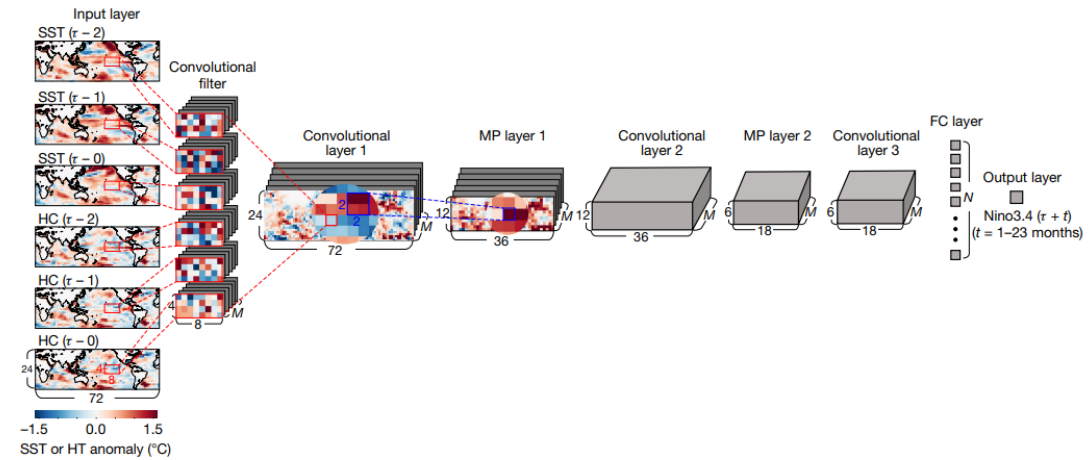 Input layer
SST (τ – 2)
SST (τ – 1)
SST (τ – 0)
HC (τ – 2)
HC (τ – 1)
HC (τ – 0)
4
8
24
72
–1.5 0.0 1.5
SST or HT anomaly (°C)
Convolutional
filter
4
8
M
Convolutional
layer 1
2
2
24
72
M
MP layer 1
12
36
M
Convolutional
layer 2
12
36
M
MP layer 2
6
18
M
Convolutional
layer 3
6
18
M
FC layer
N
Output layer
Nino3.4 (τ + t)
(t = 1–23 months)